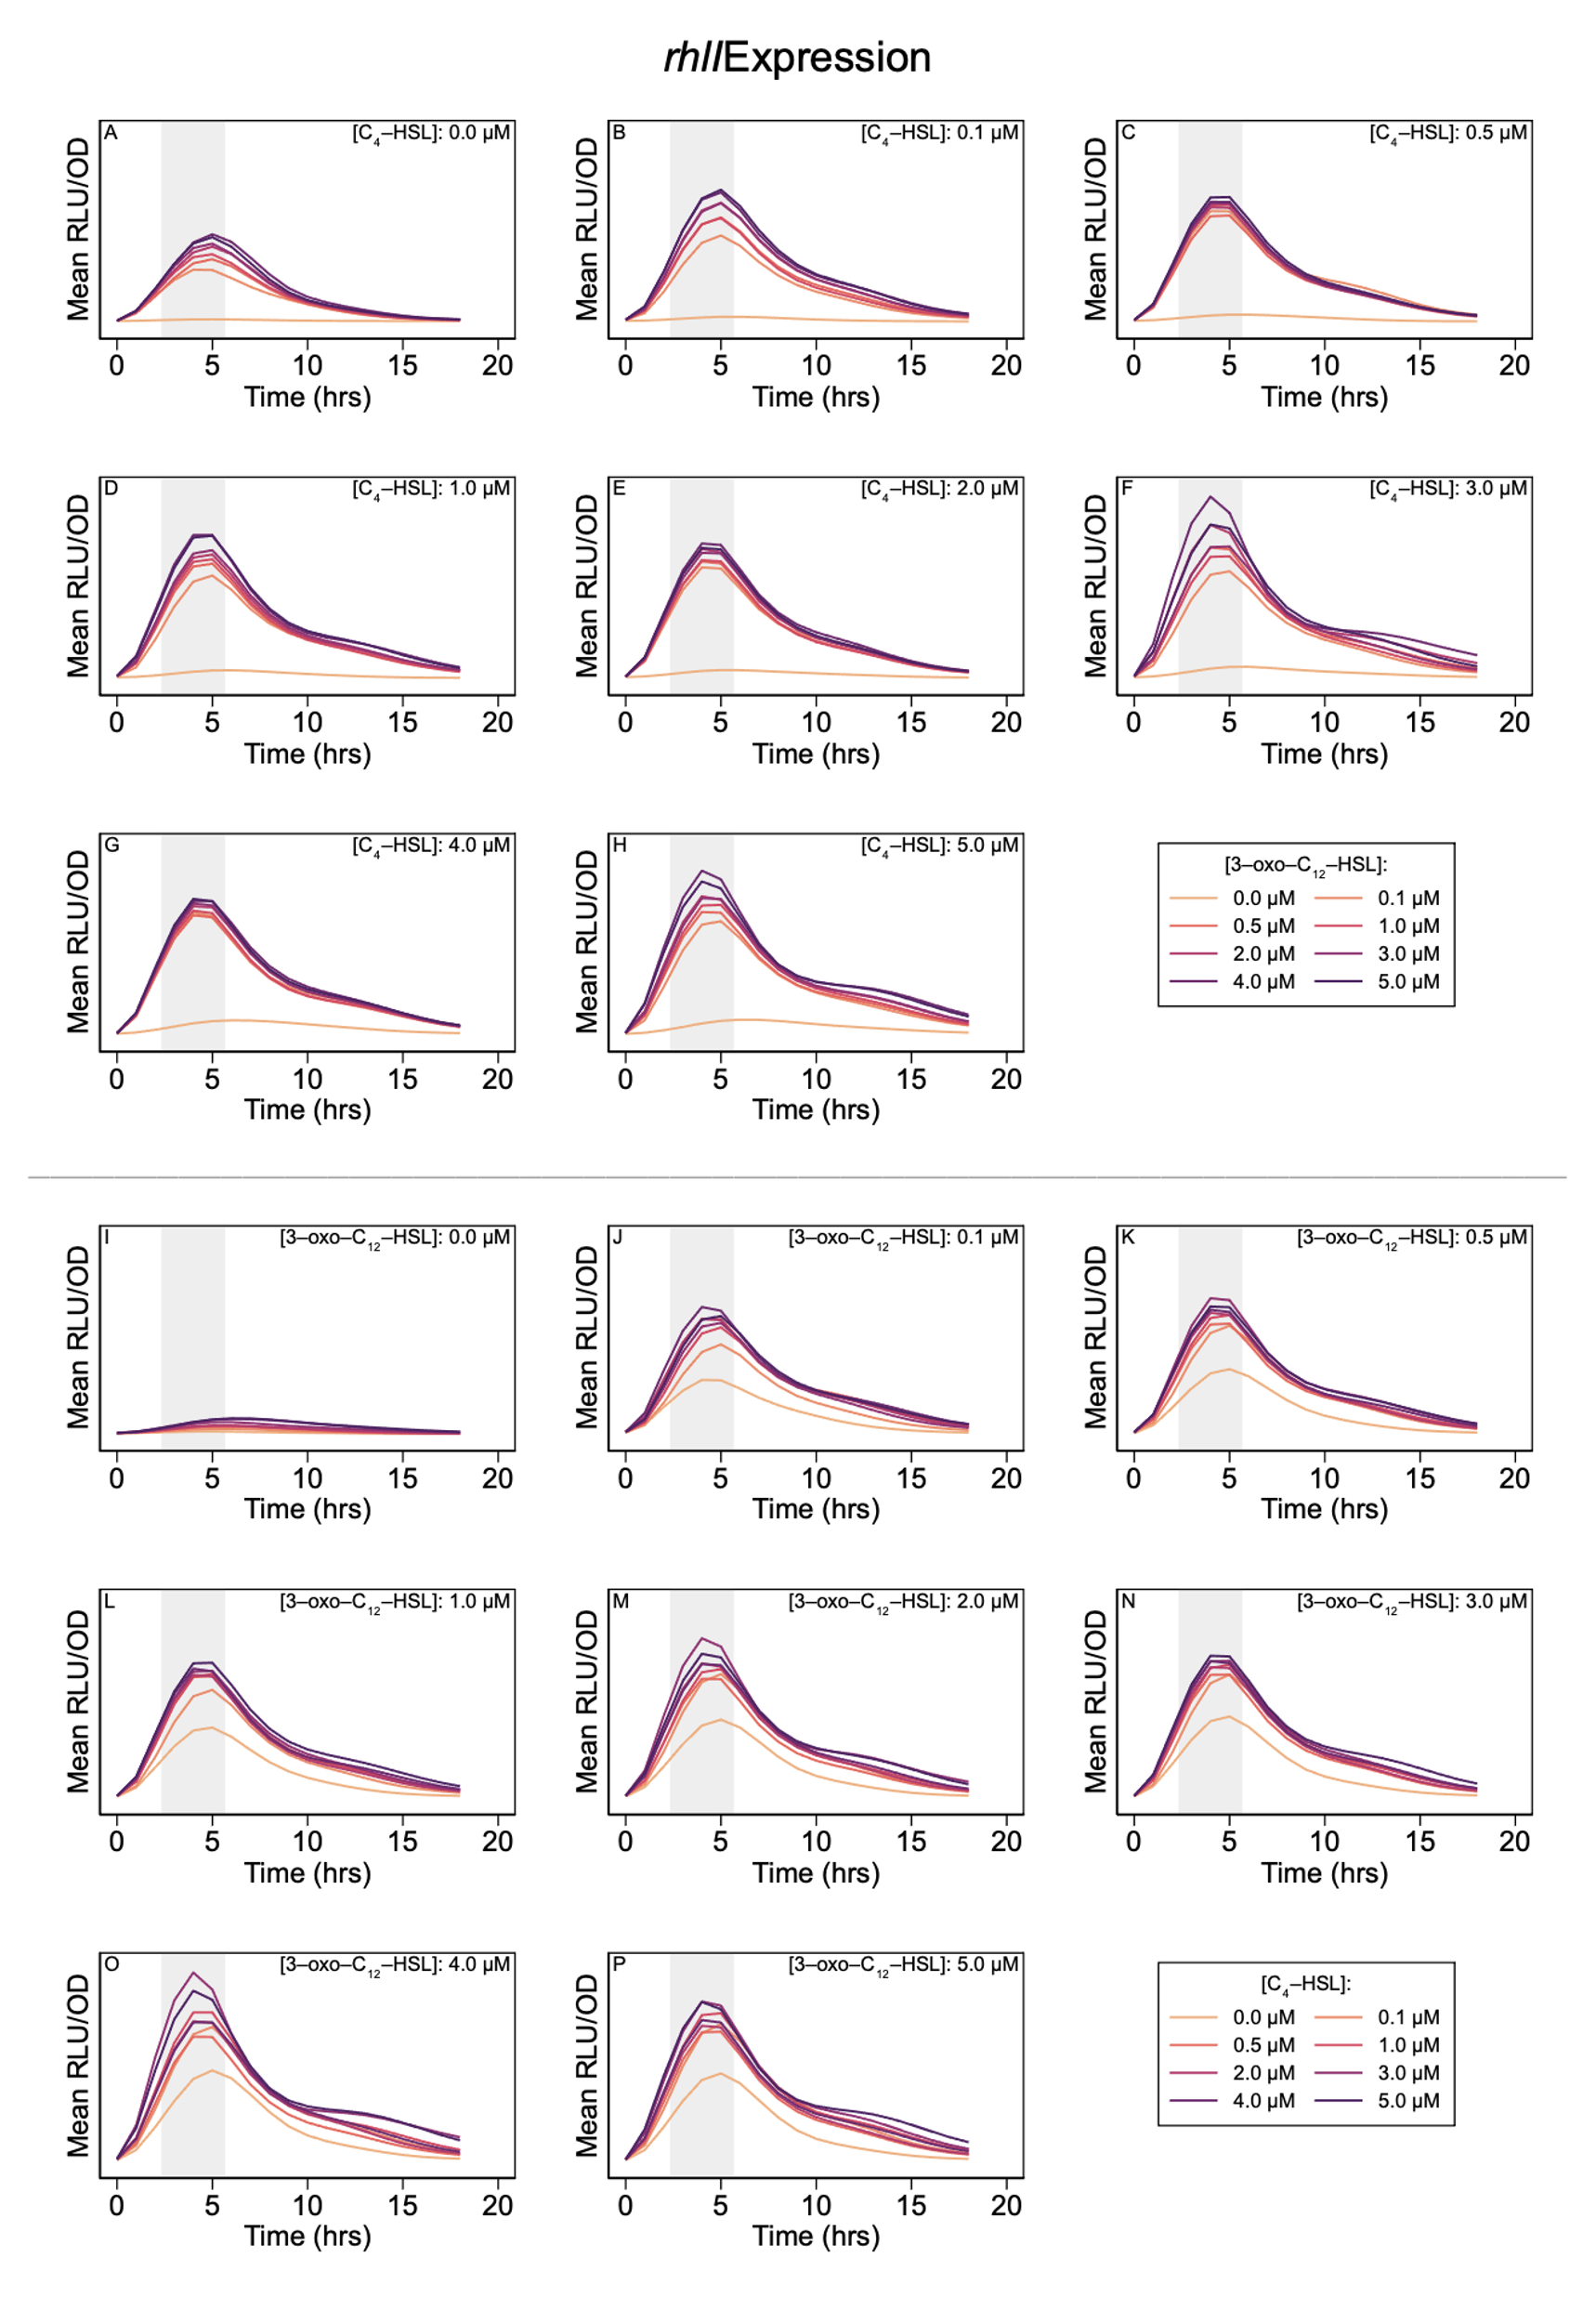 rhlIExpression
A [C4–HSL]: 0.0 µM
Mean RLU/OD
0 5 10 15 20
Time (hrs)
B [C4–HSL]: 0.1 µM
Mean RLU/OD
0 5 10 15 20
Time (hrs)
C [C4–HSL]: 0.5 µM
Mean RLU/OD
0 5 10 15 20
Time (hrs)
D [C4–HSL]: 1.0 µM
Mean RLU/OD
0 5 10 15 20
Time (hrs)
E [C4–HSL]: 2.0 µM
Mean RLU/OD
0 5 10 15 20
Time (hrs)
F [C4–HSL]: 3.0 µM
Mean RLU/OD
0 5 10 15 20
Time (hrs)
G [C4–HSL]: 4.0 µM
Mean RLU/OD
0 5 10 15 20
Time (hrs)
H [C4–HSL]: 5.0 µM
Mean RLU/OD
0 5 10 15 20
Time (hrs)
[3–oxo–C12–HSL]:
0.0 µM 0.1 µM
0.5 µM 1.0 µM
2.0 µM 3.0 µM
4.0 µM 5.0 µM
I [3–oxo–C12–HSL]: 0.0 µM
Mean RLU/OD
0 5 10 15 20
Time (hrs)
J [3–oxo–C12–HSL]: 0.1 µM
Mean RLU/OD
0 5 10 15 20
Time (hrs)
K [3–oxo–C12–HSL]: 0.5 µM
Mean RLU/OD
0 5 10 15 20
Time (hrs)
L [3–oxo–C12–HSL]: 1.0 µM
Mean RLU/OD
0 5 10 15 20
Time (hrs)
M [3–oxo–C12–HSL]: 2.0 µM
Mean RLU/OD
0 5 10 15 20
Time (hrs)
N [3–oxo–C12–HSL]: 3.0 µM
Mean RLU/OD
0 5 10 15 20
Time (hrs)
O [3–oxo–C12–HSL]: 4.0 µM
Mean RLU/OD
0 5 10 15 20
Time (hrs)
P [3–oxo–C12–HSL]: 5.0 µM
Mean RLU/OD
0 5 10 15 20
Time (hrs)
[C4–HSL]:
0.0 µM 0.1 µM
0.5 µM 1.0 µM
2.0 µM 3.0 µM
4.0 µM 5.0 µM